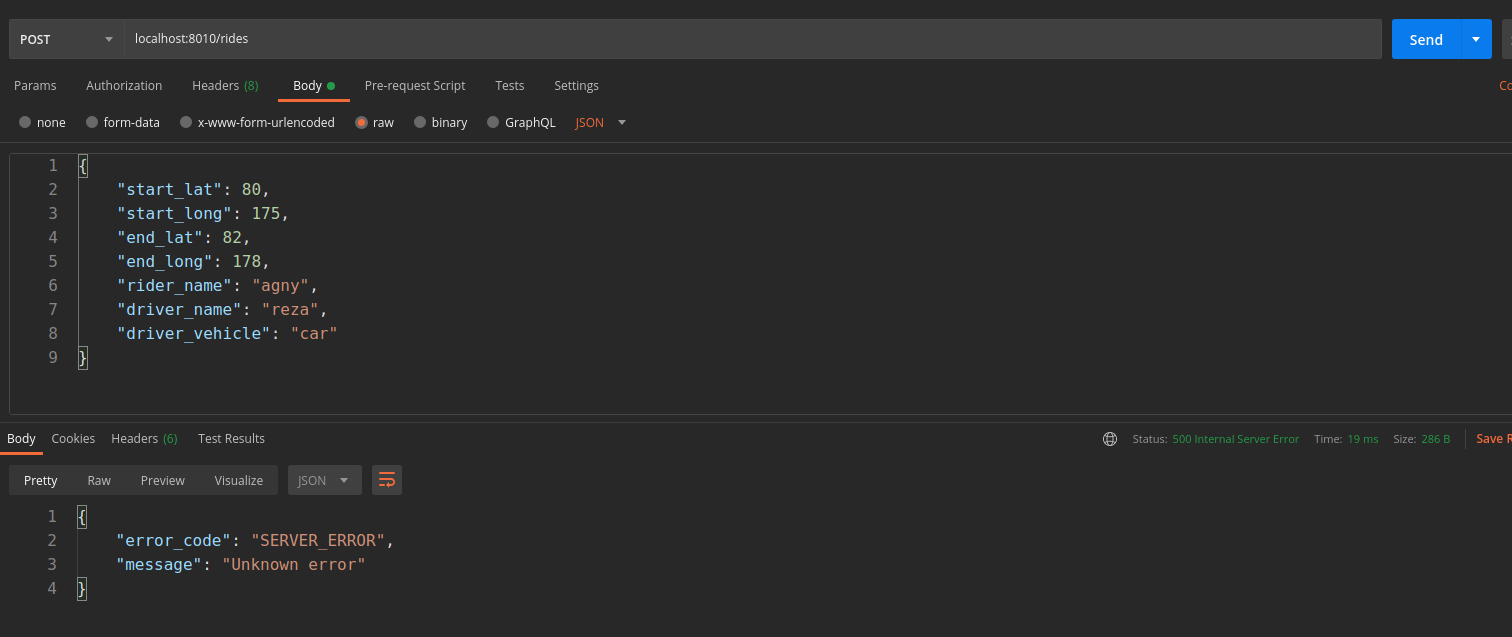 POST localhost:8010/rides Send
Params Authorization Headers (8) Body Pre-request Script Tests Settings
none form-data x-www-form-urlencoded raw binary GraphQL JSON
1 {
2 "start_lat": 80,
3 "start_long": 175,
4 "end_lat": 82,
5 "end_long": 178,
6 "rider_name": "agny",
7 "driver_name": "reza",
8 "driver_vehicle": "car"
9 }
Body Cookies Headers (6) Test Results Status: 500 Internal Server Error Time: 19 ms Size: 286 B Save
Pretty Raw Preview Visualize JSON
1 {
2 "error_code": "SERVER_ERROR",
3 "message": "Unknown error"
4 }